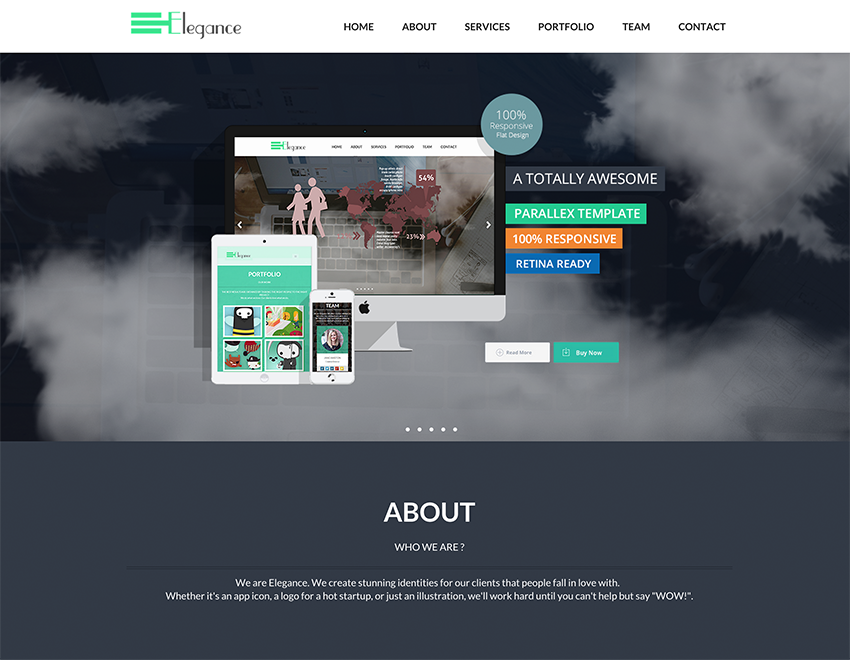 Elegance
HOME ABOUT SERVICES PORTFOLIO TEAM CONTACT
100%
Responsive
Flat Design
Elegance
HOME ABOUT SERVICES PORTFOLIO TEAM CONTACT
54%
23%
A TOTALLY AWESOME
PARALLEX TEMPLATE
100% RESPONSIVE
RETINA READY
Elegance
PORTFOLIO
TEAM
Read More
Buy Now
ABOUT
WHO WE ARE ?
We are Elegance. We create stunning identities for our clients that people fall in love with.
Whether it's an app icon, a logo for a hot startup, or just an illustration, we'll work hard until you can't help but say "WOW!".